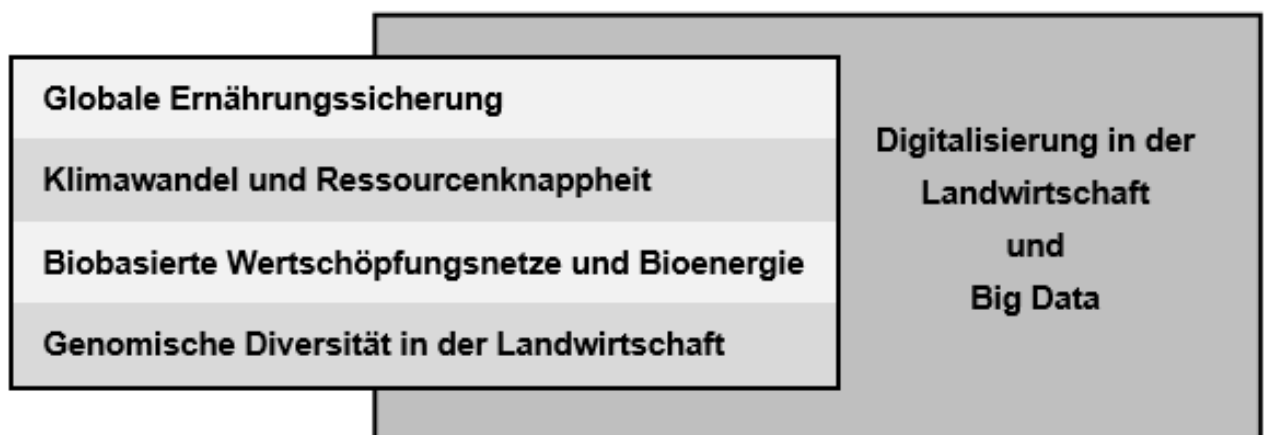 Globale Ernährungssicherung
Klimawandel und Ressourcenknappheit
Biobasierte Wertschöpfungsnetze und Bioenergie
Genomische Diversität in der Landwirtschaft
Digitalisierung in der
Landwirtschaft
und
Big Data